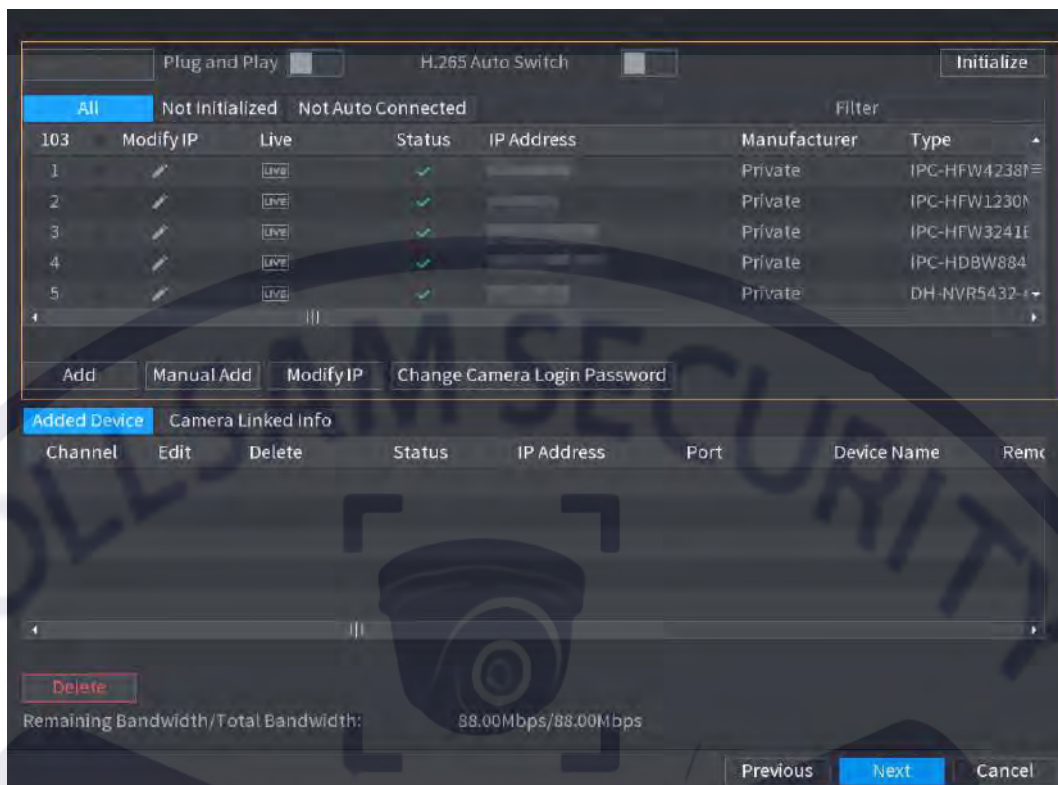 Plug and Play H.265 Auto Switch Initialize
All Not Initialized Not Auto Connected Filter
103 Modify IP Live Status IP Address Manufacturer Type
1 LIVE Private IPC-HFW4238
2 LIVE Private IPC-HFW1230
3 LIVE Private IPC-HFW3241
4 LIVE Private IPC-HDBW884
5 LIVE Private DH-NVR5432-
Add Manual Add Modify IP Change Camera Login Password
Added Device Camera Linked Info
Channel Edit Delete Status IP Address Port Device Name Remo
OLLSAM SECURITY
Delete
Remaining Bandwidth/Total Bandwidth: 88.00Mbps/88.00Mbps
Previous Next Cancel